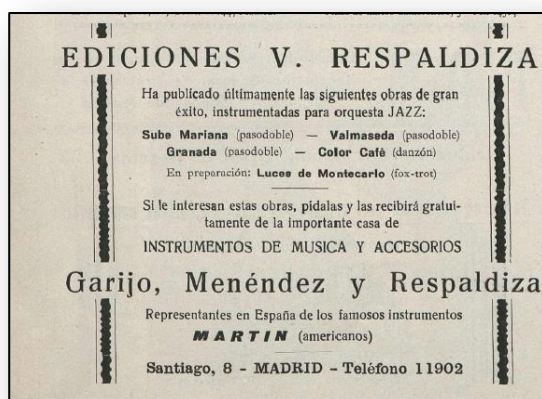 EDICIONES V. RESPALDIZA
Ha publicado últimamente las siguientes obras de gran
éxito, instrumentadas para orquesta JAZZ:
Sube Mariana (pasodoble) — Valmaseda (pasodoble)
Granada (pasodoble) — Color Café (danzón)
En preparación: Luces de Montecarlo (fox-trot)
Si le interesan estas obras, pídalas y las recibirá gratui-
tamente de la importante casa de
INSTRUMENTOS DE MUSICA Y ACCESORIOS
Garijo, Menéndez y Respaldiza
Representantes en España de los famosos instrumentos
MARTIN (americanos)
Santiago, 8 - MADRID - Teléfono 11902